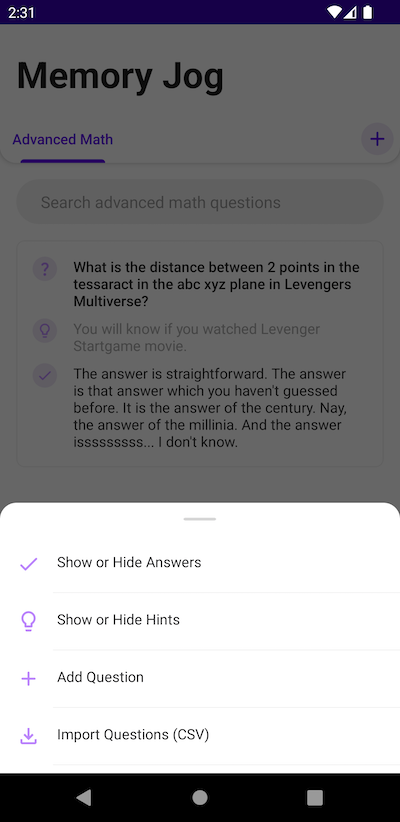 2:31
Memory Jog
Advanced Math
Search advanced math questions
What is the distance between 2 points in the
tessaract in the abc xyz plane in Levengers
Multiverse?
You will know if you watched Levenger
Startgame movie.
The answer is straightforward. The answer
is that answer which you haven't guessed
before. It is the answer of the century. Nay,
the answer of the millinia. And the answer
isssssssss... I don't know.
Show or Hide Answers
Show or Hide Hints
Add Question
Import Questions (CSV)